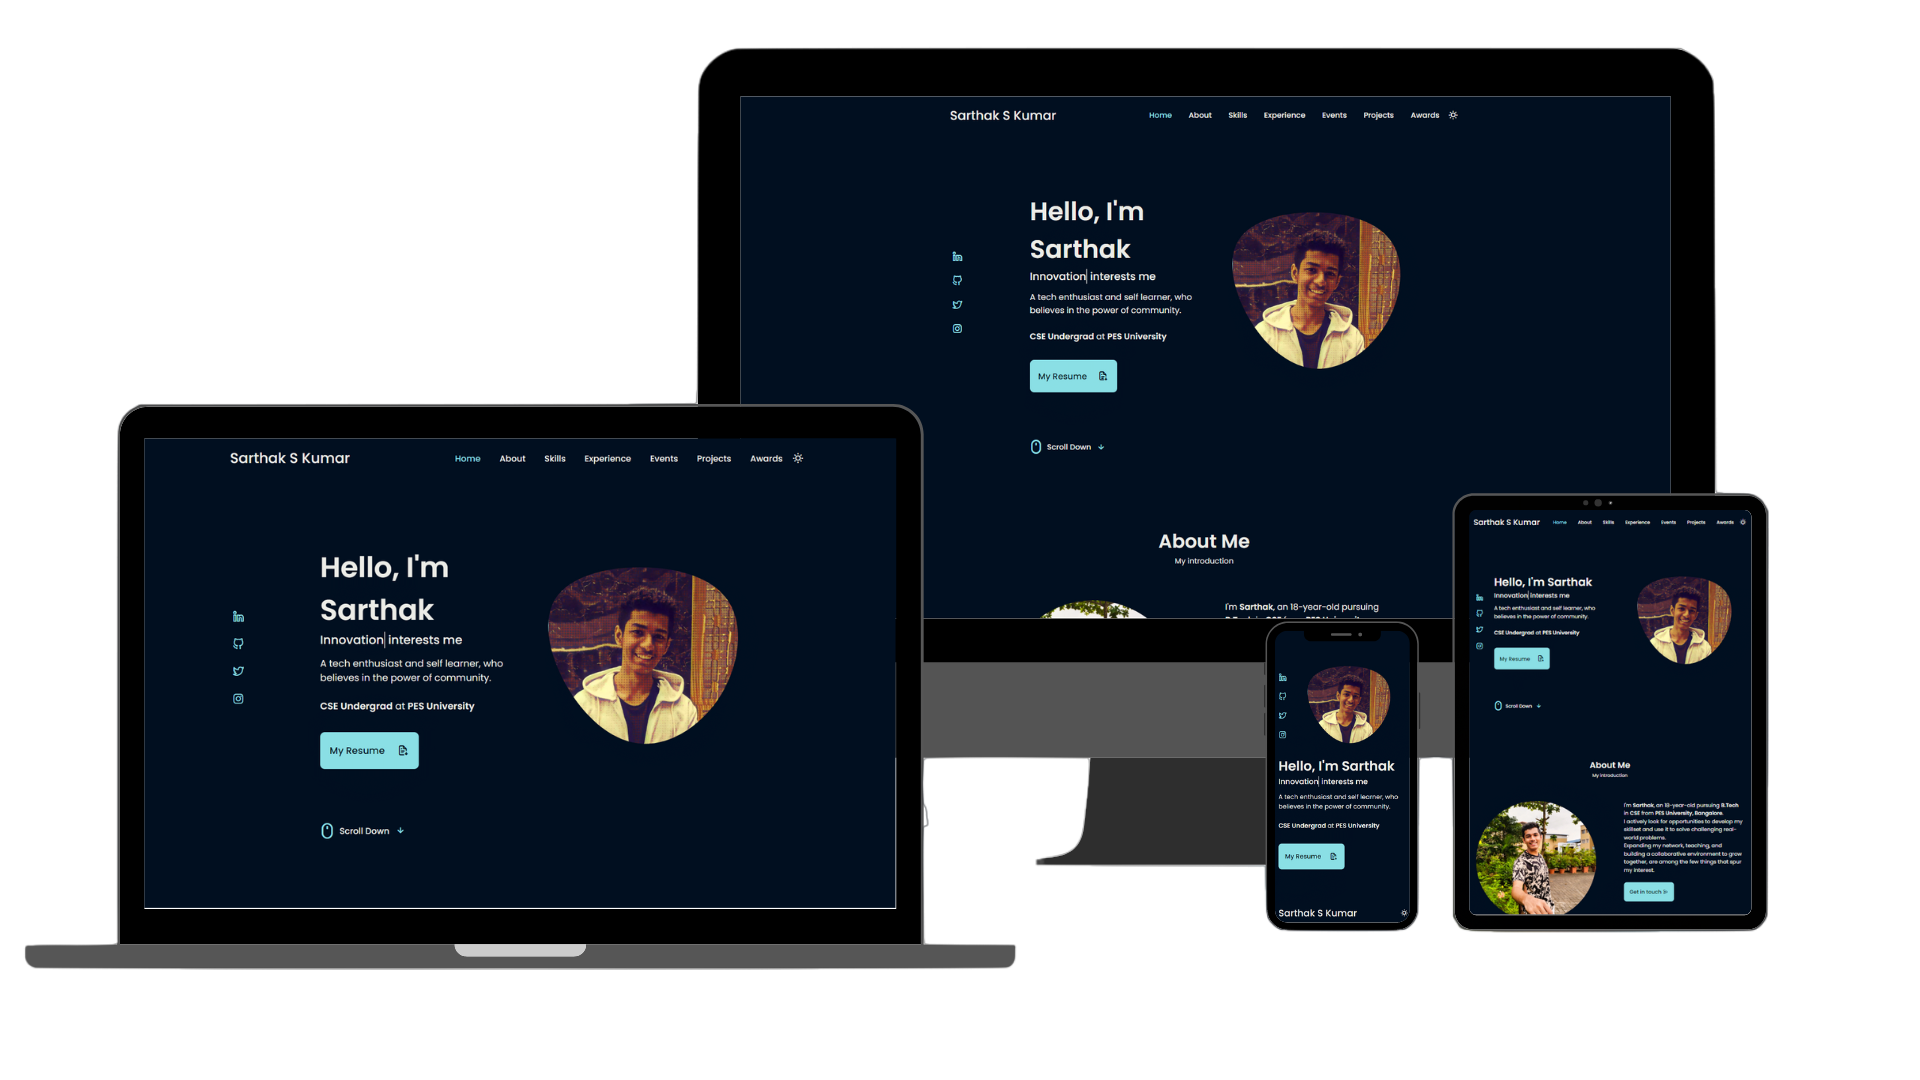 Sarthak S Kumar
Home About Skills Experience Events Projects Awards
Hello, I'm
Sarthak
Innovation interests me
A tech enthusiast and self learner, who
believes in the power of community.
CSE Undergrad at PES University
My Resume
Scroll Down
About Me
My introduction
I'm Sarthak, an 18-year-old pursuing
Sarthak S Kumar
Home About Skills Experience Events Projects Awards
Hello, I'm
Sarthak
Innovation interests me
A tech enthusiast and self learner, who
believes in the power of community.
CSE Undergrad at PES University
My Resume
Scroll Down
Hello, I'm Sarthak
Innovation interests me
A tech enthusiast and self learner, who
believes in the power of community.
CSE Undergrad at PES University
My Resume
Sarthak S Kumar
Sarthak S Kumar
Home About Skills Experience Events Projects Awards
Hello, I'm Sarthak
Innovation interests me
A tech enthusiast and self learner, who
believes in the power of community.
CSE Undergrad at PES University
My Resume
Scroll Down
About Me
My introduction
I'm Sarthak, an 18-year-old pursuing B.Tech
in CSE from PES University, Bangalore.
I actively look for opportunities to develop my
skillset and use it to solve challenging real-
world problems.
Expanding my network, teaching, and
building a collaborative environment to grow
together, are among the few things that spur
my interest.
Get in touch